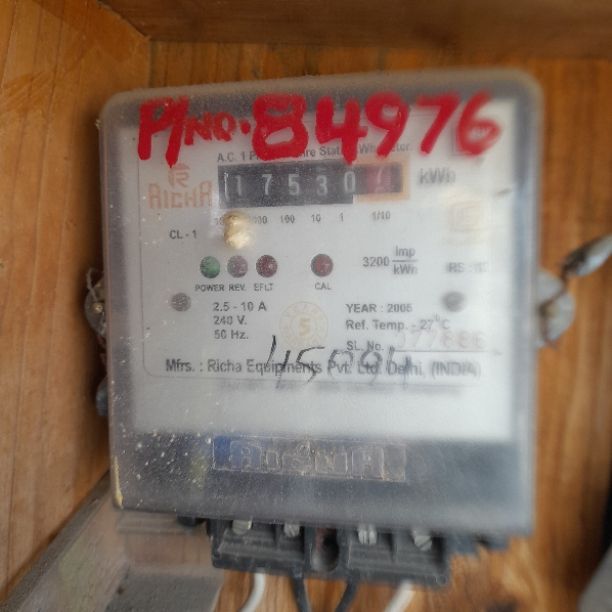 P/NO. 84976
A.C. 1
RICHA
17530
kWh
100 10 1 1/10
CL - 1
3200 Imp/kWh
POWER REV. EFLT CAL
2.5 - 10 A
240 V.
50 Hz.
YEAR : 2005
Ref. Temp. - 27°C
SL. No.
45094
Mfrs. : Richa Equipments Pvt. Ltd. Delhi, (INDIA)